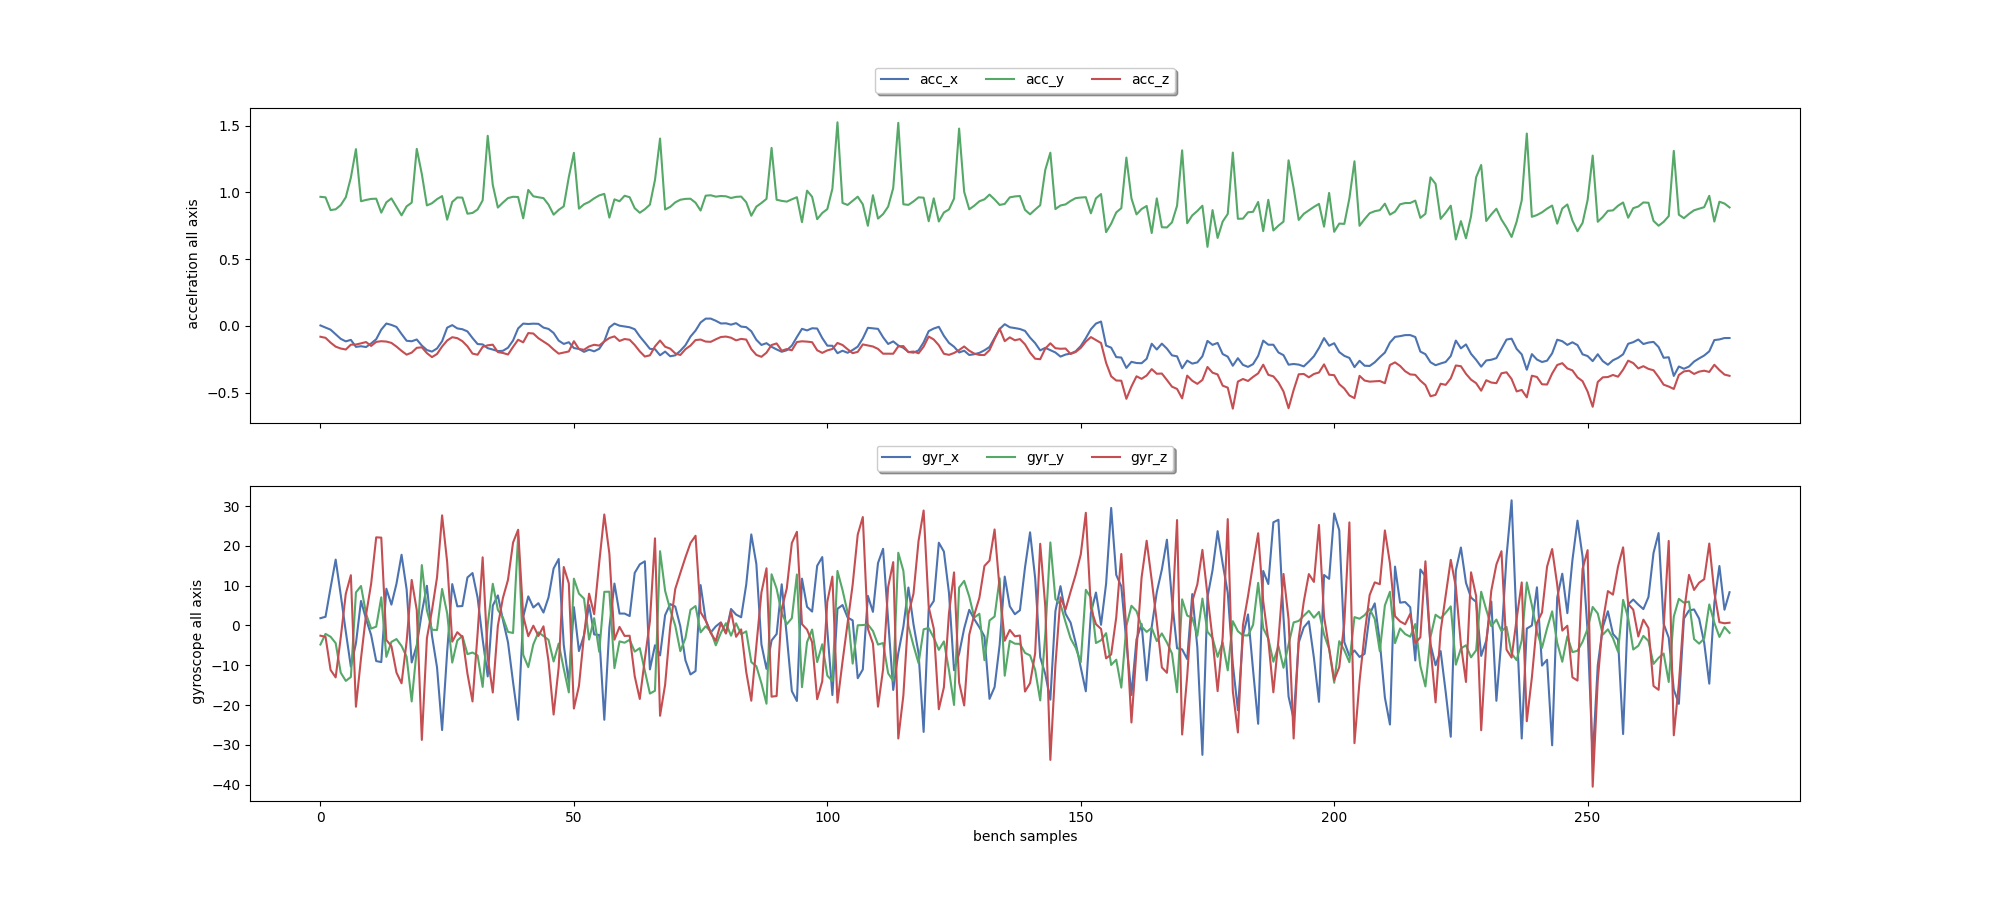 acc_x acc_y acc_z
1.5
1.0
0.5
0.0
−0.5
accelration all axis
gyr_x gyr_y gyr_z
30
20
10
0
−10
−20
−30
−40
gyroscope all axis
0 50 100 150 200 250
bench samples